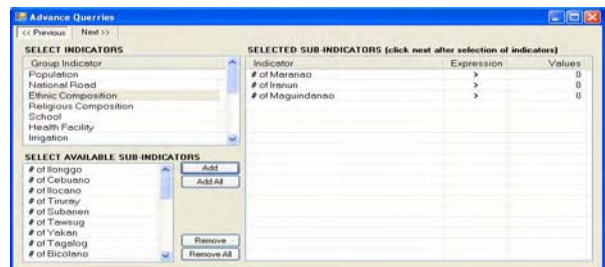 Advance Querries
<< Previous Next >>
SELECT INDICATORS
Group Indicator
Population
National Road
Ethnic Composition
Religious Composition
School
Health Facility
Irrigation
SELECT AVAILABLE SUB-INDICATORS
# of Ilonggo
# of Cebuano
# of Ilocano
# of Tiruray
# of Subanen
# of Tawsug
# of Yakan
# of Tagalog
# of Bicolano
Add
Add All
Remove
Remove All
SELECTED SUB-INDICATORS (click next after selection of indicators)
Indicator Expression Values
# of Maranao > 0
# of Iranun > 0
# of Maguindanao > 0